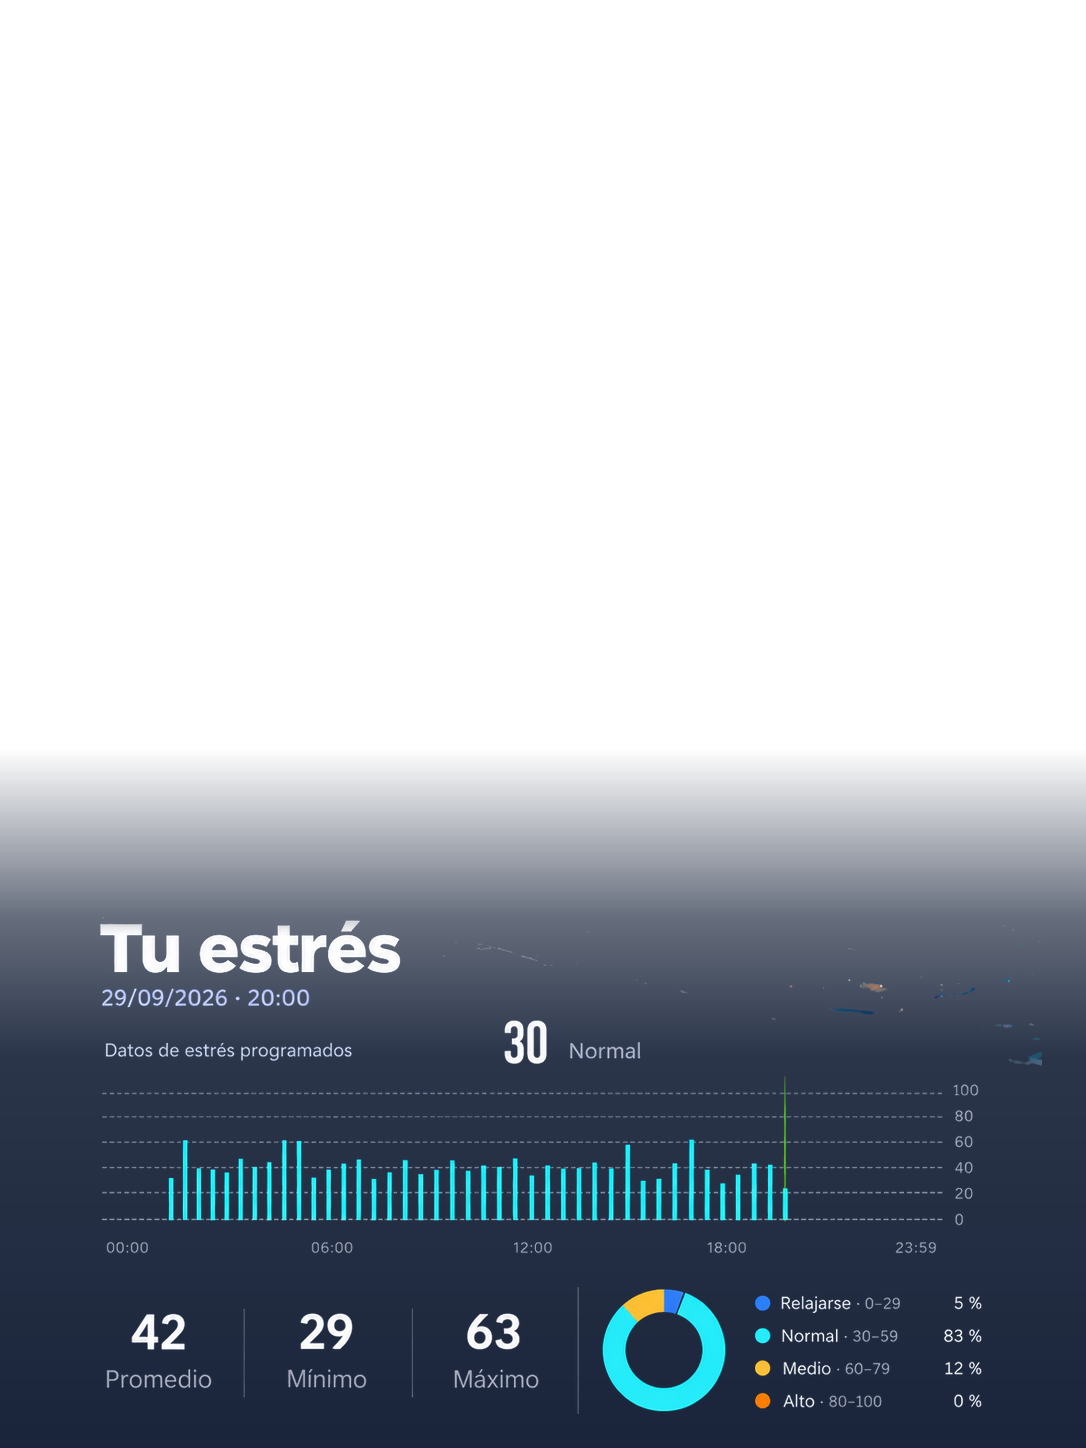 Tu estrés
29/09/2026 · 20:00
Datos de estrés programados
30 Normal
100
80
60
40
20
0
00:00 06:00 12:00 18:00 23:59
42
Promedio
29
Mínimo
63
Máximo
Relajarse · 0–29 5 %
Normal · 30–59 83 %
Medio · 60–79 12 %
Alto · 80–100 0 %